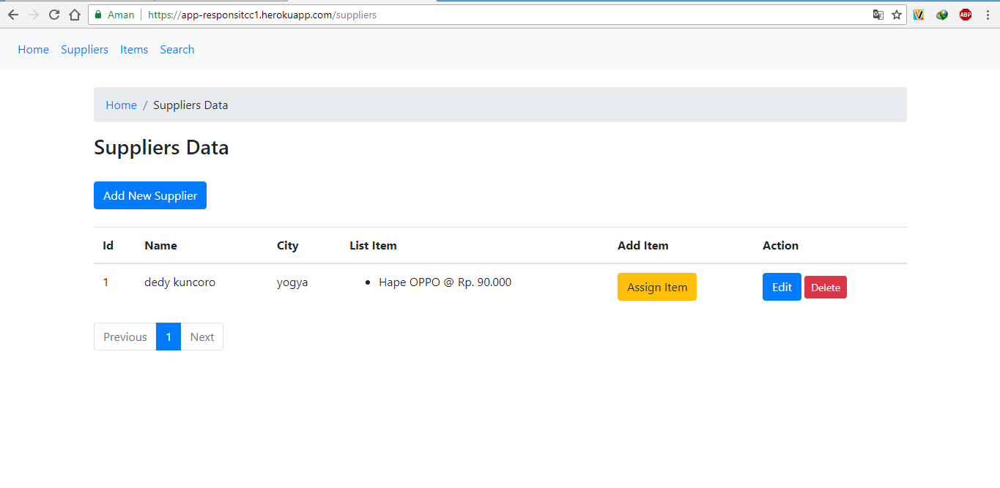 Aman https://app-responsitcc1.herokuapp.com/suppliers ABP
Home Suppliers Items Search
Home / Suppliers Data
Suppliers Data
Add New Supplier
Id Name City List Item Add Item Action
1 dedy kuncoro yogya • Hape OPPO @ Rp. 90.000 Assign Item Edit Delete
Previous 1 Next